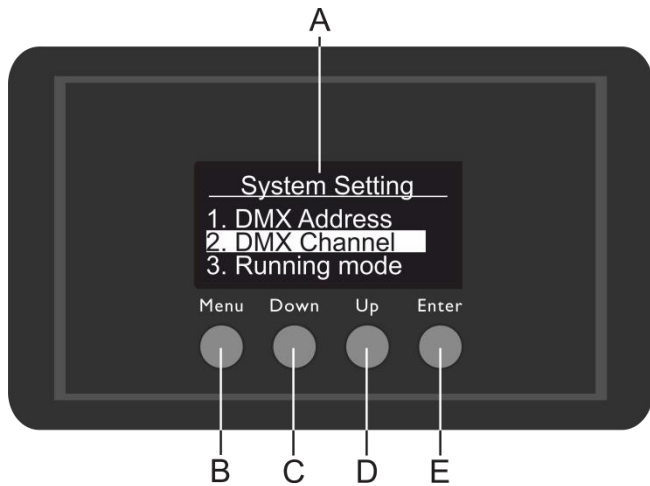 A
System Setting
1. DMX Address
2. DMX Channel
3. Running mode
Menu Down Up Enter
B C D E